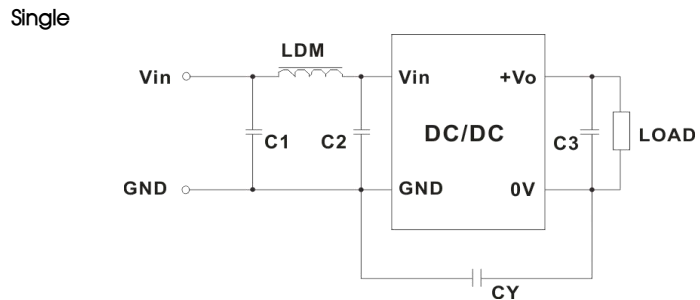 Single
LDM
Vin
Vin
+Vo
C1
C2
DC/DC
C3
LOAD
GND
GND
0V
CY